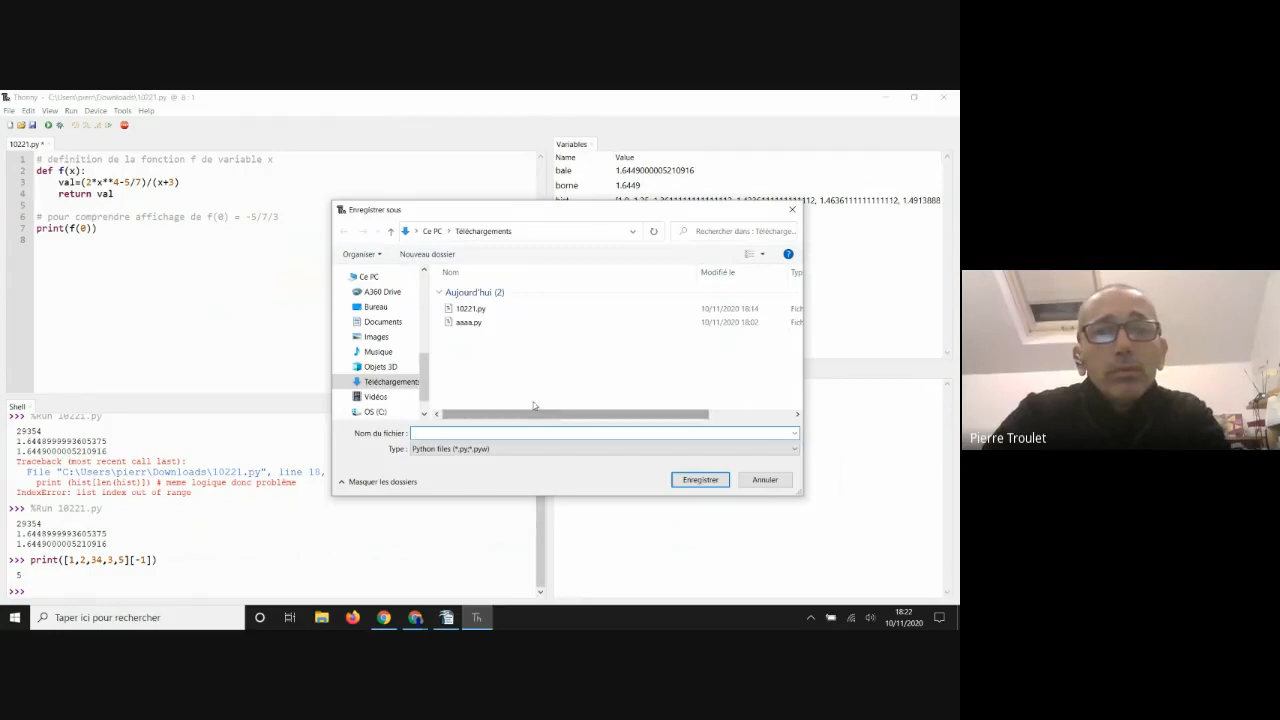 Thonny - C:\Users\pierr\Downloads\10221.py @ 8 : 1
File Edit View Run Device Tools Help
10221.py *
1 # definition de la fonction f de variable x
2 def f(x):
3 val=(2*x**4-5/7)/(x+3)
4 return val
5
6 # pour comprendre affichage de f(0) = -5/7/3
7 print(f(0))
8
Variables
Name Value
bale 1.6449000005210916
borne 1.6449
Enregistrer sous
Ce PC > Téléchargements
Rechercher dans : Télécharge...
Organiser Nouveau dossier
Ce PC
A360 Drive
Bureau
Documents
Images
Musique
Objets 3D
Téléchargements
Vidéos
OS (C:)
Nom Modifié le Typ
Aujourd'hui (2)
10221.py 10/11/2020 18:14 Fich
aaaa.py 10/11/2020 18:02 Fich
Nom du fichier :
Type : Python files (*.py;*.pyw)
Masquer les dossiers
Enregistrer Annuler
Shell
>>> %Run 10221.py
29354
1.6448999993605375
1.6449000005210916
Traceback (most recent call last):
File "C:\Users\pierr\Downloads\10221.py", line 18,
print (hist[len(hist)]) # meme logique donc problème
IndexError: list index out of range
>>> %Run 10221.py
29354
1.6448999993605375
1.6449000005210916
>>> print([1,2,34,3,5][-1])
5
>>>
Taper ici pour rechercher
Th
18:22
10/11/2020
Pierre Troulet